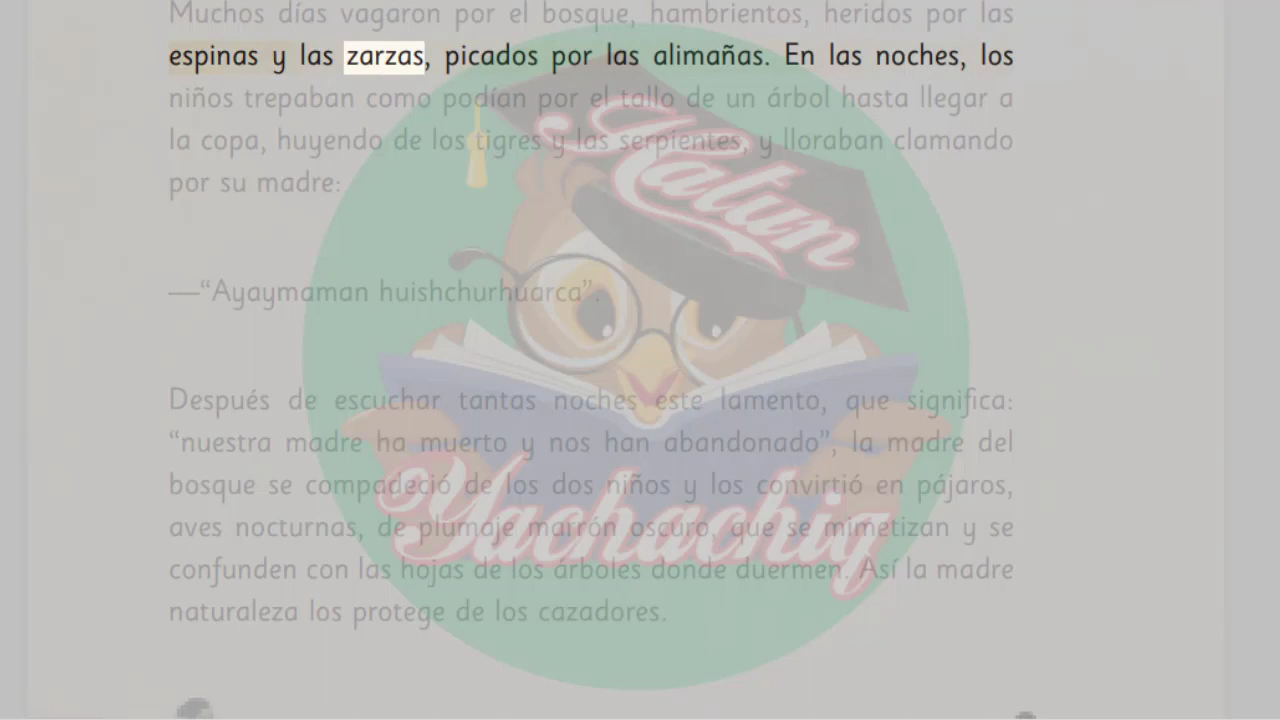 Muchos días vagaron por el bosque, hambrientos, heridos por las
espinas y las zarzas, picados por las alimañas. En las noches, los
niños trepaban como podían por el tallo de un árbol hasta llegar a
la copa, huyendo de los tigres y las serpientes, y lloraban clamando
por su madre:
Hatun
—“Ayaymaman huishchurhuarca”.
Después de escuchar tantas noches este lamento, que significa:
“nuestra madre ha muerto y nos han abandonado”, la madre del
bosque se compadeció de los dos niños y los convirtió en pájaros,
aves nocturnas, de plumaje marrón oscuro, que se mimetizan y se
confunden con las hojas de los árboles donde duermen. Así la madre
naturaleza los protege de los cazadores.
Yachachiq